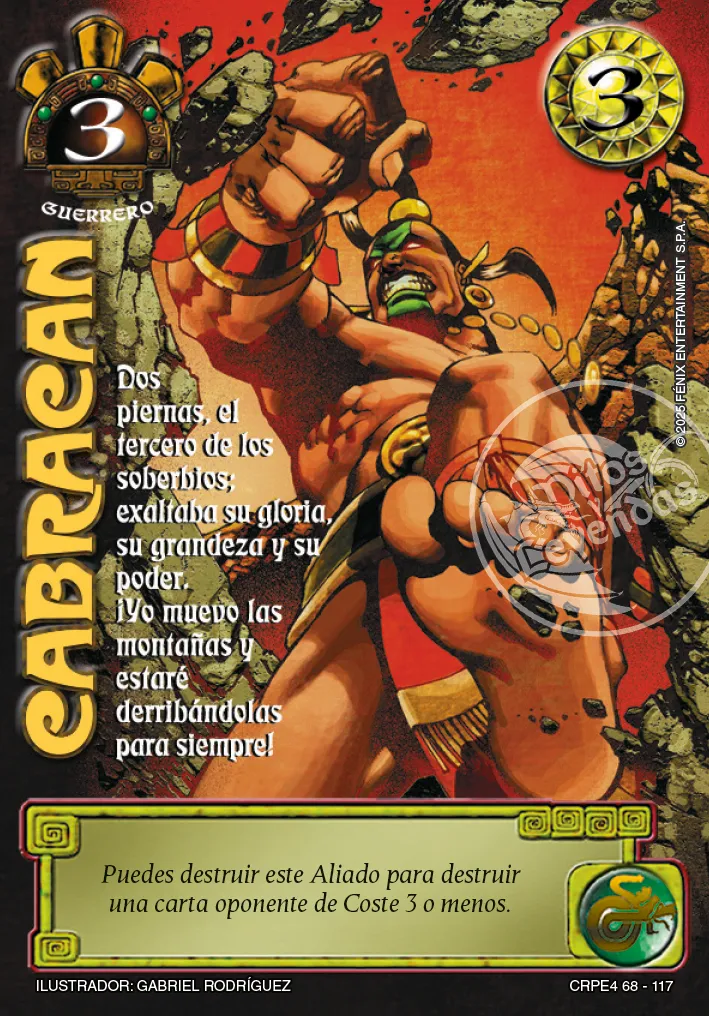 3
3
GUERRERO
CABRACAN
Dos
piernas, el
tercero de los
soberbios;
exaltaba su gloria,
su grandeza y su
poder.
¡Yo muevo las
montañas y
estaré
derribándolas
para siempre!
© 2025 FÉNIX ENTERTAINMENT S.P.A.
Mitos
y
Leyendas
Puedes destruir este Aliado para destruir
una carta oponente de Coste 3 o menos.
ILUSTRADOR: GABRIEL RODRÍGUEZ
CRPE4 68 - 117